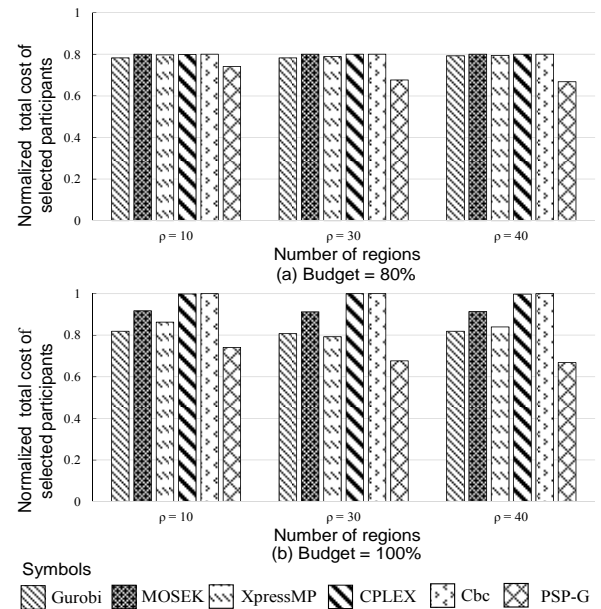 Normalized total cost of
selected participants
1
0.8
0.6
0.4
0.2
0
ρ = 10
ρ = 30
ρ = 40
Number of regions
(a) Budget = 80%
Normalized total cost of
selected participants
1
0.8
0.6
0.4
0.2
0
ρ = 10
ρ = 30
ρ = 40
Number of regions
(b) Budget = 100%
Symbols
Gurobi
MOSEK
XpressMP
CPLEX
Cbc
PSP-G